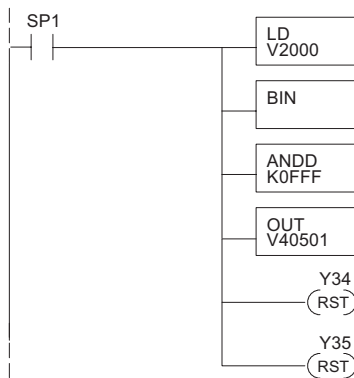 SP1
LD
V2000
BIN
ANDD
K0FFF
OUT
V40501
Y34
RST
Y35
RST